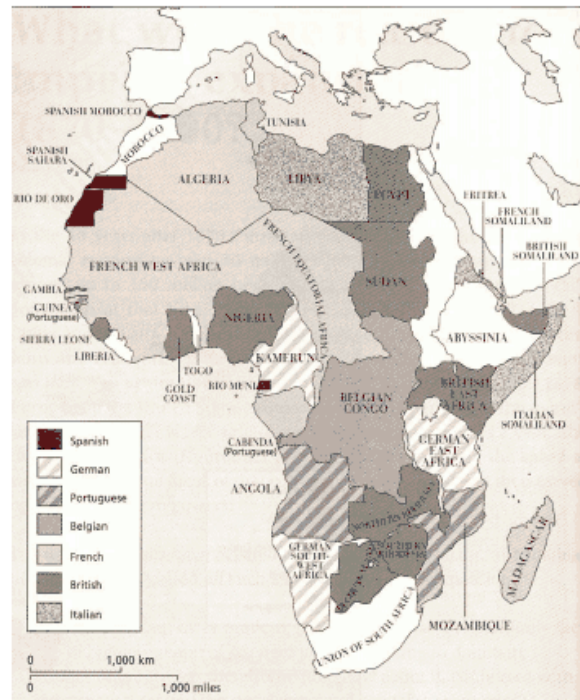 SPANISH MOROCCO
TUNISIA
SPANISH
SAHARA
MOROCCO
ALGERIA
LIBYA
EGYPT
RIO DE ORO
ERITREA
FRENCH
SOMALILAND
BRITISH
SOMALILAND
FRENCH WEST AFRICA
FRENCH EQUATORIAL AFRICA
SUDAN
GAMBIA
GUINEA
(Portuguese)
NIGERIA
SIERRA LEONE
ABYSSINIA
LIBERIA
KAMERUN
TOGO
GOLD
COAST
RIO MUNI
BRITISH
EAST
AFRICA
BELGIAN
CONGO
ITALIAN
SOMALILAND
GERMAN
EAST
AFRICA
CABINDA
(Portuguese)
ANGOLA
NORTHERN RHODESIA
SOUTHERN
RHODESIA
GERMAN
SOUTH-
WEST
AFRICA
MADAGASCAR
MOZAMBIQUE
UNION OF SOUTH AFRICA
Spanish
German
Portuguese
Belgian
French
British
Italian
0 1,000 km
0 1,000 miles